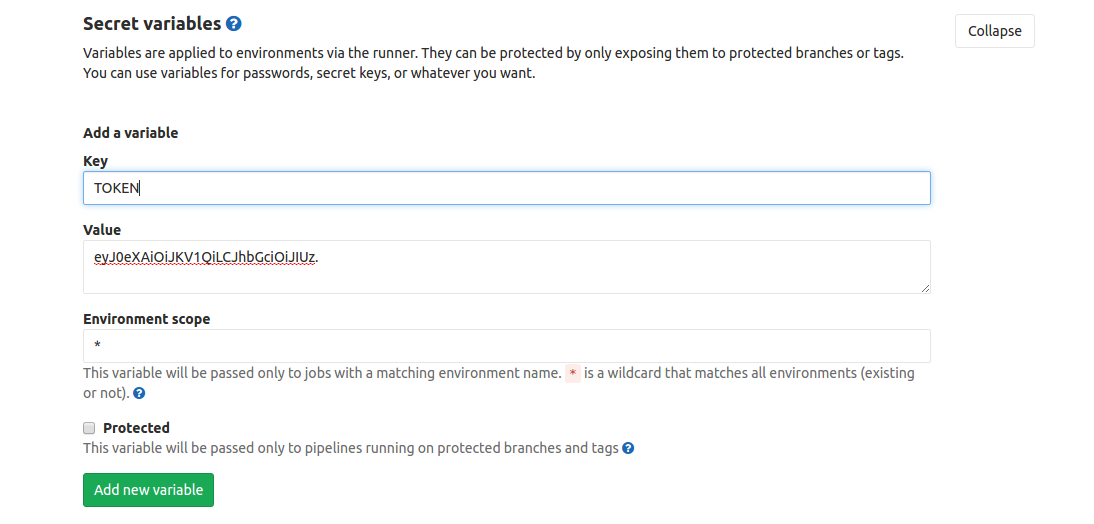 Secret variables ?
Collapse
Variables are applied to environments via the runner. They can be protected by only exposing them to protected branches or tags.
You can use variables for passwords, secret keys, or whatever you want.
Add a variable
Key
TOKEN
Value
eyJ0eXAiOiJKV1QiLCJhbGciOiJIUz.
Environment scope
*
This variable will be passed only to jobs with a matching environment name. * is a wildcard that matches all environments (existing
or not). ?
Protected
This variable will be passed only to pipelines running on protected branches and tags ?
Add new variable